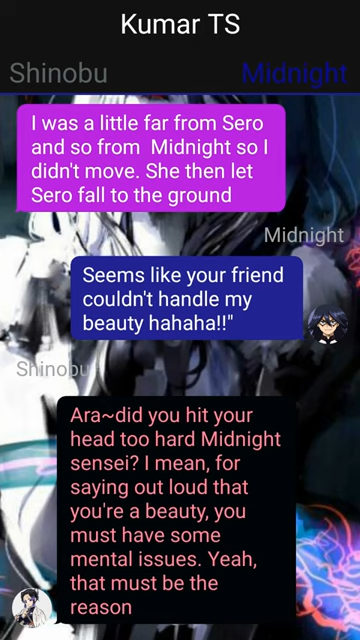 Kumar TS
Shinobu Midnight
I was a little far from Sero
and so from Midnight so I
didn't move. She then let
Sero fall to the ground
Midnight
Seems like your friend
couldn't handle my
beauty hahaha!!"
Shinobu
Ara~did you hit your
head too hard Midnight
sensei? I mean, for
saying out loud that
you're a beauty, you
must have some
mental issues. Yeah,
that must be the
reason